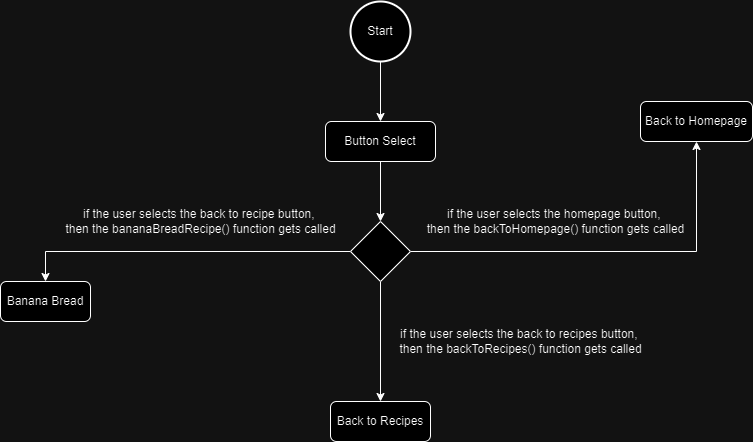 Start
Button Select
Back to Homepage
if the user selects the back to recipe button,
then the bananaBreadRecipe() function gets called
if the user selects the homepage button,
then the backToHomepage() function gets called
Banana Bread
if the user selects the back to recipes button,
then the backToRecipes() function gets called
Back to Recipes